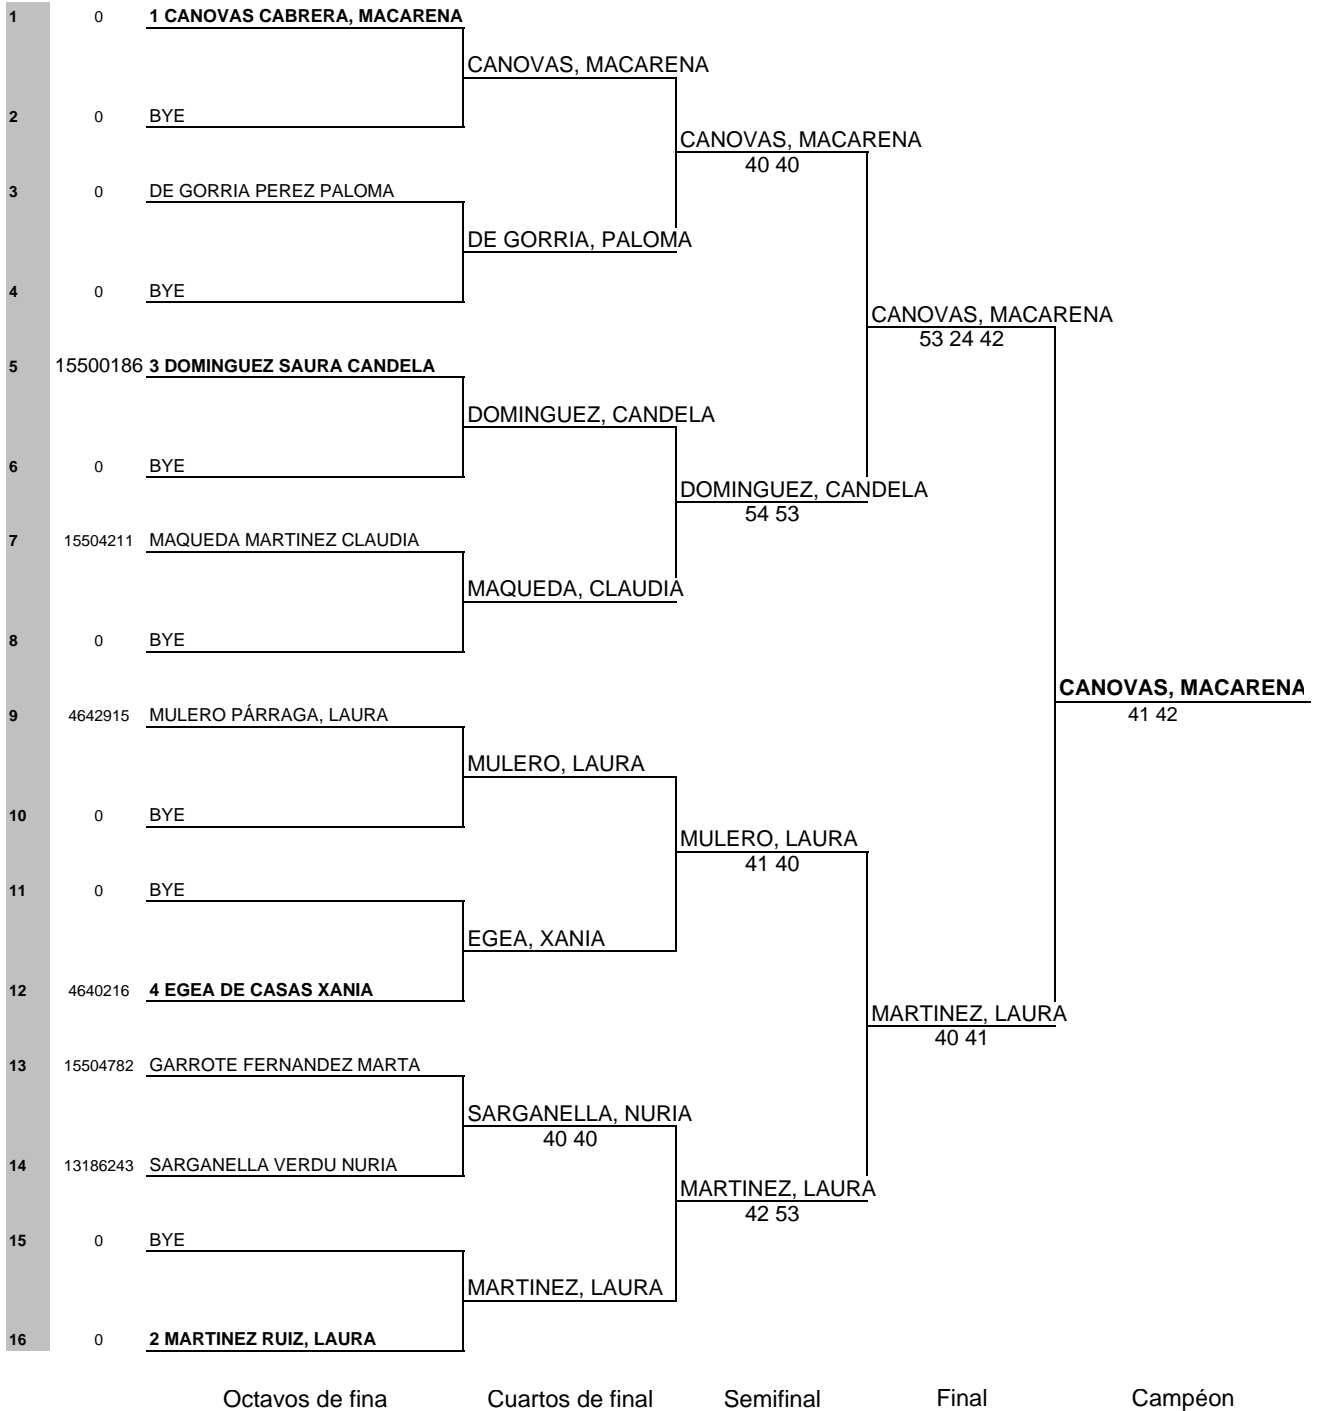 1 0 1 CANOVAS CABRERA, MACARENA
CANOVAS, MACARENA
2 0 BYE
CANOVAS, MACARENA
40 40
3 0 DE GORRIA PEREZ PALOMA
DE GORRIA, PALOMA
4 0 BYE
CANOVAS, MACARENA
53 24 42
5 15500186 3 DOMINGUEZ SAURA CANDELA
DOMINGUEZ, CANDELA
6 0 BYE
DOMINGUEZ, CANDELA
54 53
7 15504211 MAQUEDA MARTINEZ CLAUDIA
MAQUEDA, CLAUDIA
8 0 BYE
CANOVAS, MACARENA
41 42
9 4642915 MULERO PÁRRAGA, LAURA
MULERO, LAURA
10 0 BYE
MULERO, LAURA
41 40
11 0 BYE
EGEA, XANIA
12 4640216 4 EGEA DE CASAS XANIA
MARTINEZ, LAURA
40 41
13 15504782 GARROTE FERNANDEZ MARTA
SARGANELLA, NURIA
40 40
14 13186243 SARGANELLA VERDU NURIA
MARTINEZ, LAURA
42 53
15 0 BYE
MARTINEZ, LAURA
16 0 2 MARTINEZ RUIZ, LAURA
Octavos de fina Cuartos de final Semifinal Final Campéon